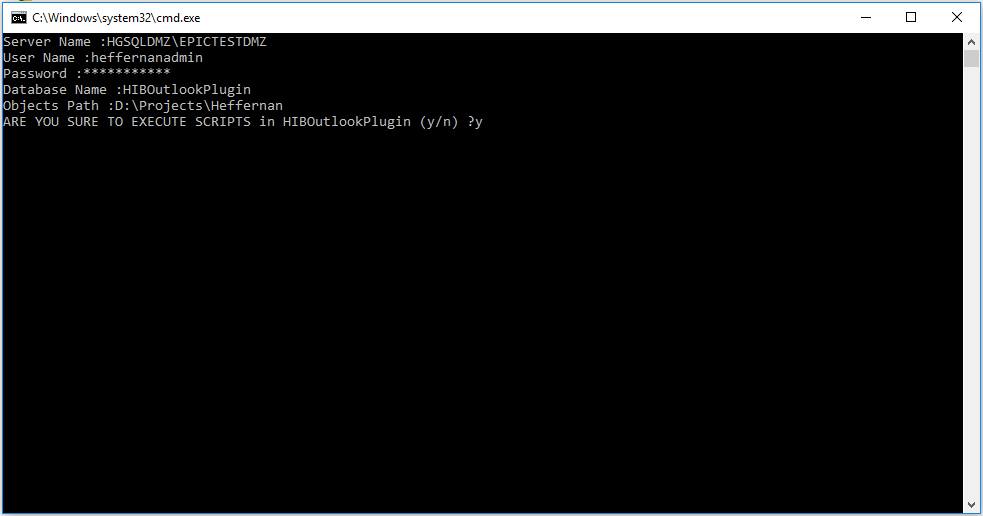 C:\Windows\system32\cmd.exe
Server Name :HGSQLDMZ\EPICTESTDMZ
User Name :heffernanadmin
Password :***********
Database Name :HIBOutlookPlugin
Objects Path :D:\Projects\Heffernan
ARE YOU SURE TO EXECUTE SCRIPTS in HIBOutlookPlugin (y/n) ?y